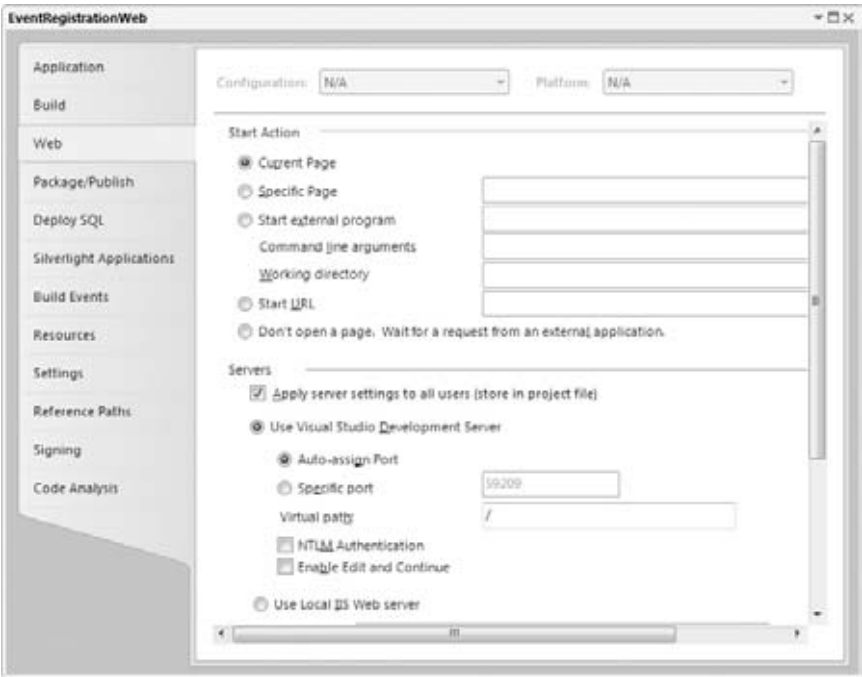 EventRegistrationWeb
Application
Build
Web
Package/Publish
Deploy SQL
Silverlight Applications
Build Events
Resources
Settings
Reference Paths
Signing
Code Analysis
Configuration: N/A Platform: N/A
Start Action
Current Page
Specific Page
Start external program
Command line arguments
Working directory
Start URL
Don't open a page. Wait for a request from an external application.
Servers
Apply server settings to all users (store in project file)
Use Visual Studio Development Server
Auto-assign Port
Specific port 59209
Virtual path: /
NTLM Authentication
Enable Edit and Continue
Use Local IIS Web server